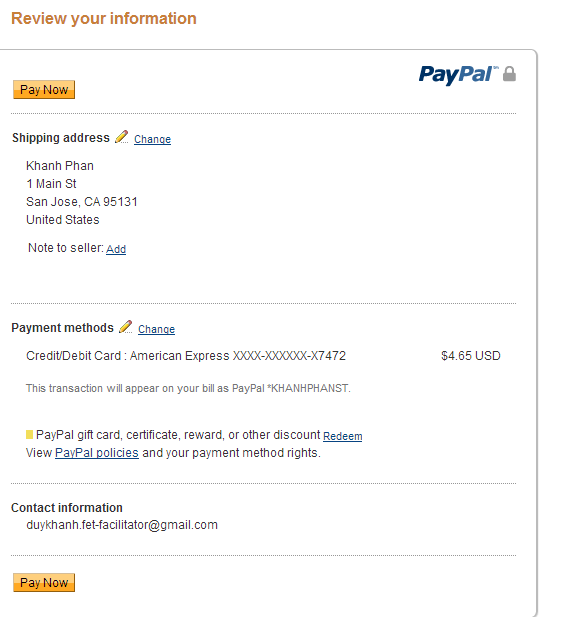 Review your information
PayPal
Pay Now
Shipping address Change
Khanh Phan
1 Main St
San Jose, CA 95131
United States
Note to seller: Add
Payment methods Change
Credit/Debit Card : American Express XXXX-XXXXXX-X7472 $4.65 USD
This transaction will appear on your bill as PayPal *KHANHPHANST.
PayPal gift card, certificate, reward, or other discount Redeem
View PayPal policies and your payment method rights.
Contact information
duykhanh.fet-facilitator@gmail.com
Pay Now